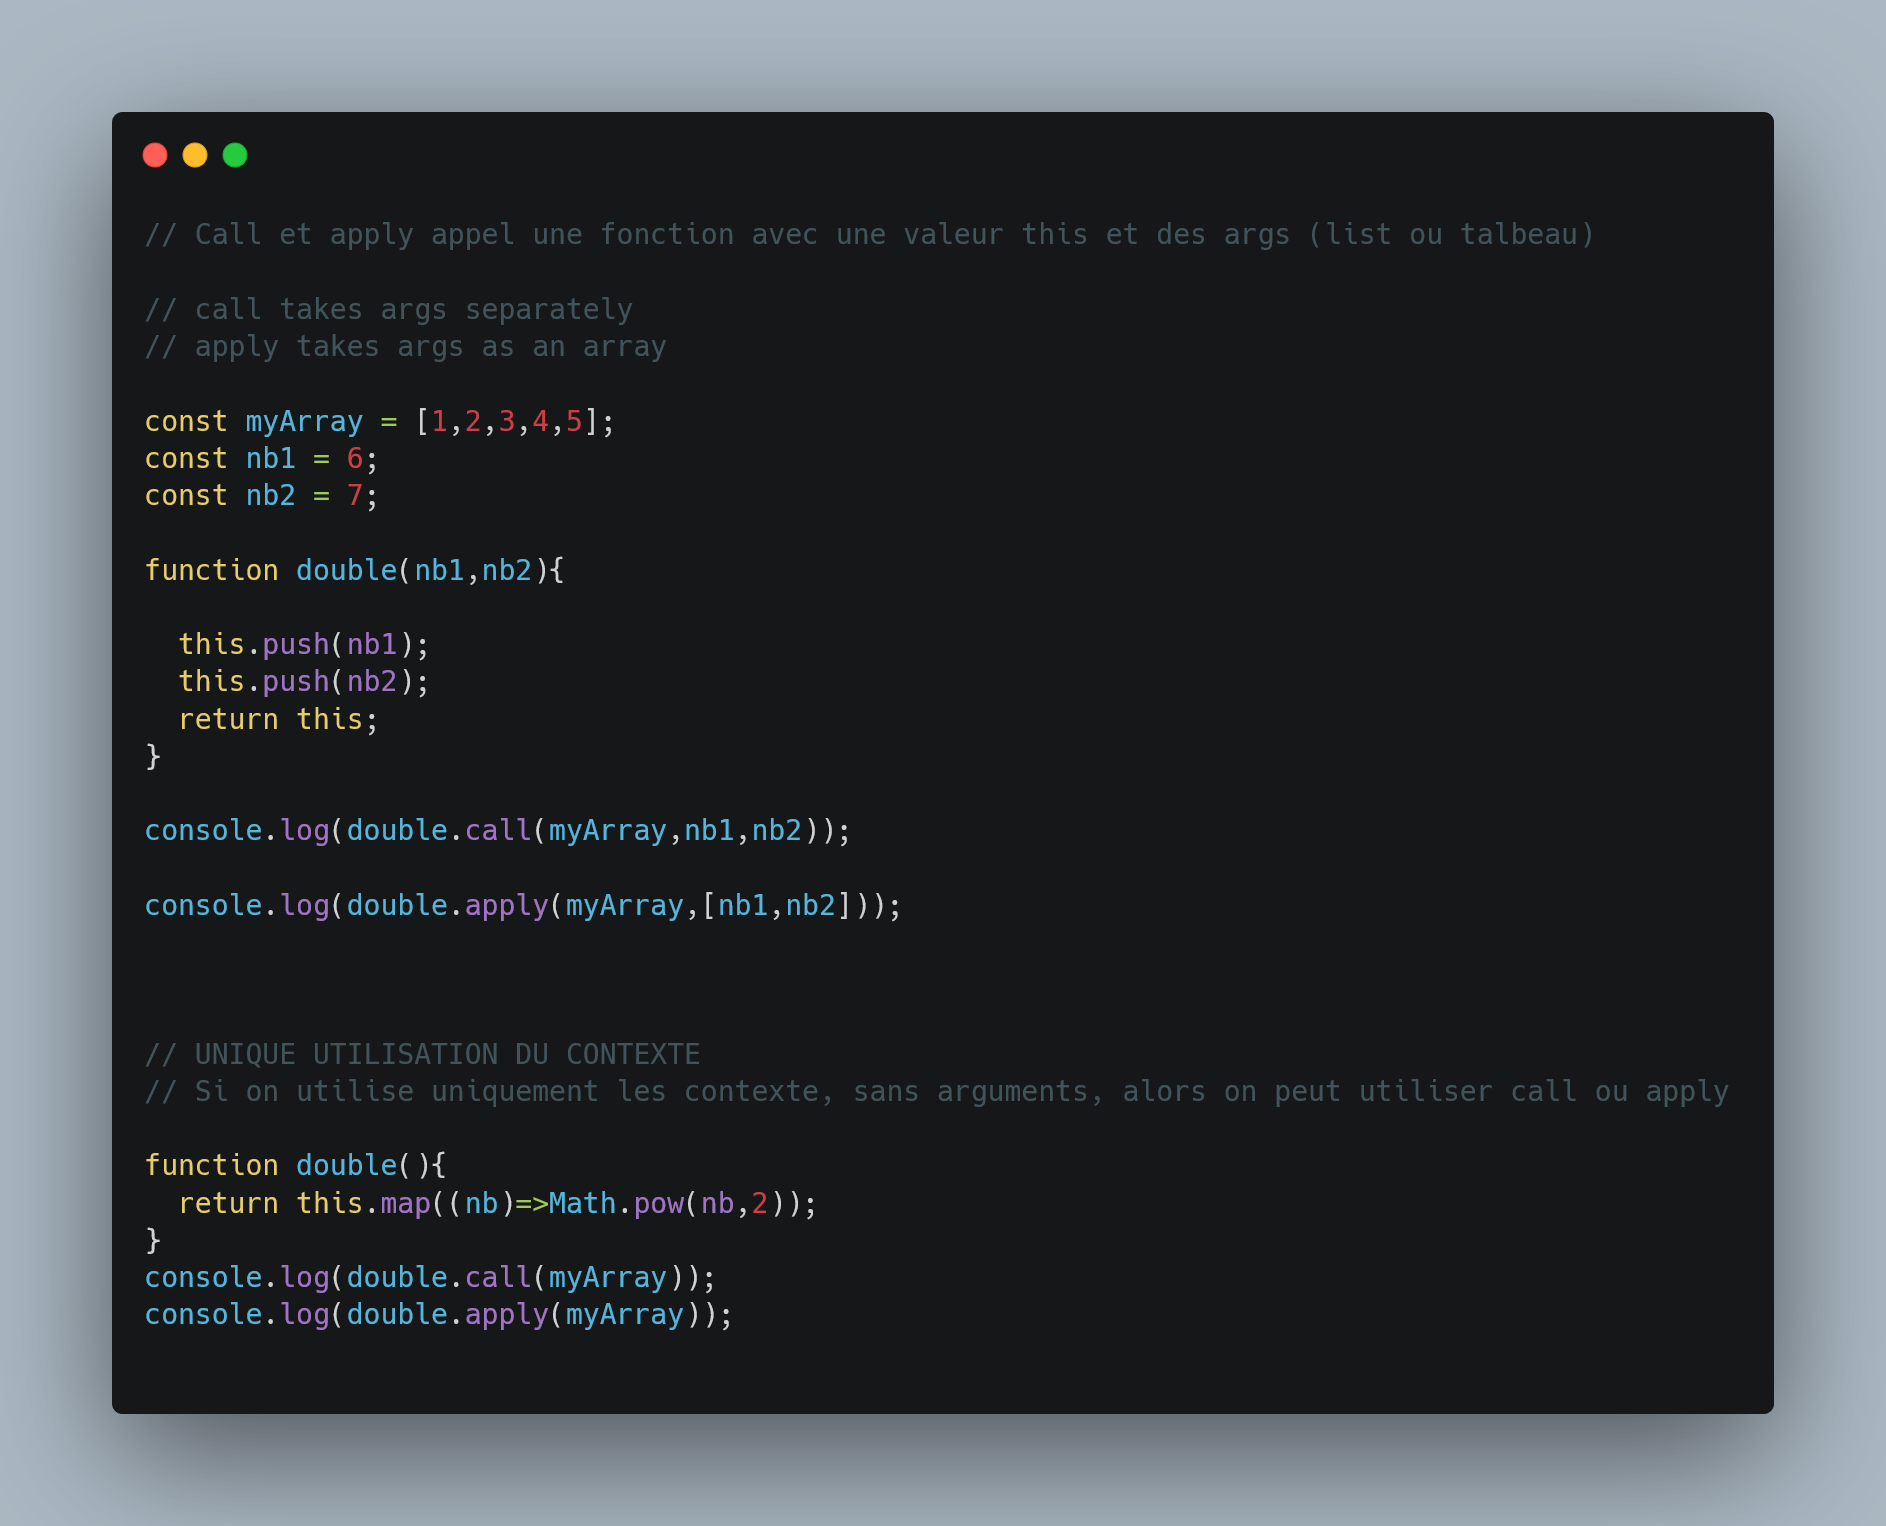 // Call et apply appel une fonction avec une valeur this et des args (list ou talbeau)
// call takes args separately
// apply takes args as an array
const myArray = [1,2,3,4,5];
const nb1 = 6;
const nb2 = 7;
function double(nb1,nb2){
  this.push(nb1);
  this.push(nb2);
  return this;
}
console.log(double.call(myArray,nb1,nb2));
console.log(double.apply(myArray,[nb1,nb2]));
// UNIQUE UTILISATION DU CONTEXTE
// Si on utilise uniquement les contexte, sans arguments, alors on peut utiliser call ou apply
function double(){
  return this.map((nb)=>Math.pow(nb,2));
}
console.log(double.call(myArray));
console.log(double.apply(myArray));